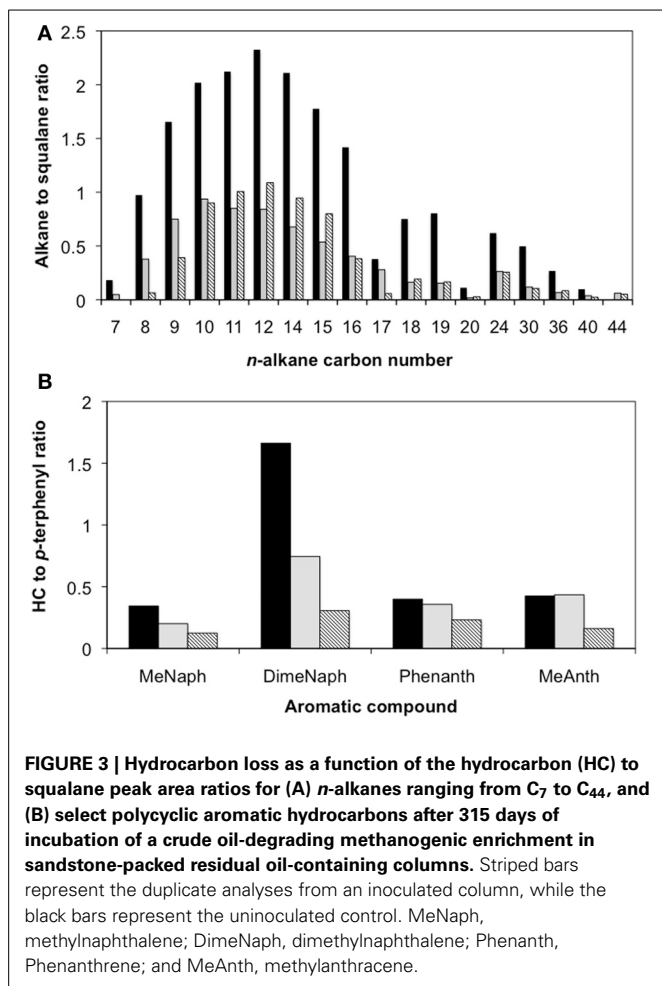 A
2.5
2
1.5
1
0.5
0
Alkane to squalane ratio
7 8 9 10 11 12 14 15 16 17 18 19 20 24 30 36 40 44
n-alkane carbon number
B
2
1.5
1
0.5
0
HC to p-terphenyl ratio
MeNaph DimeNaph Phenanth MeAnth
Aromatic compound
FIGURE 3 | Hydrocarbon loss as a function of the hydrocarbon (HC) to
squalane peak area ratios for (A) n-alkanes ranging from C7 to C44, and
(B) select polycyclic aromatic hydrocarbons after 315 days of
incubation of a crude oil-degrading methanogenic enrichment in
sandstone-packed residual oil-containing columns. Striped bars
represent the duplicate analyses from an inoculated column, while the
black bars represent the uninoculated control. MeNaph,
methylnaphthalene; DimeNaph, dimethylnaphthalene; Phenanth,
Phenanthrene; and MeAnth, methylanthracene.